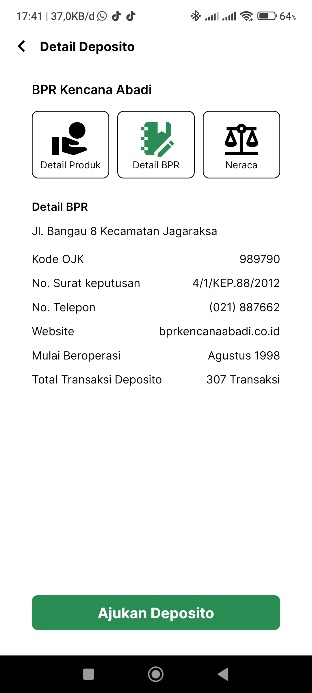 17:41 | 37,0KB/d
64%
Detail Deposito
BPR Kencana Abadi
Detail Produk
Detail BPR
Neraca
Detail BPR
Jl. Bangau 8 Kecamatan Jagaraksa
Kode OJK 989790
No. Surat keputusan 4/1/KEP.88/2012
No. Telepon (021) 887662
Website bprkencanaabadi.co.id
Mulai Beroperasi Agustus 1998
Total Transaksi Deposito 307 Transaksi
Ajukan Deposito